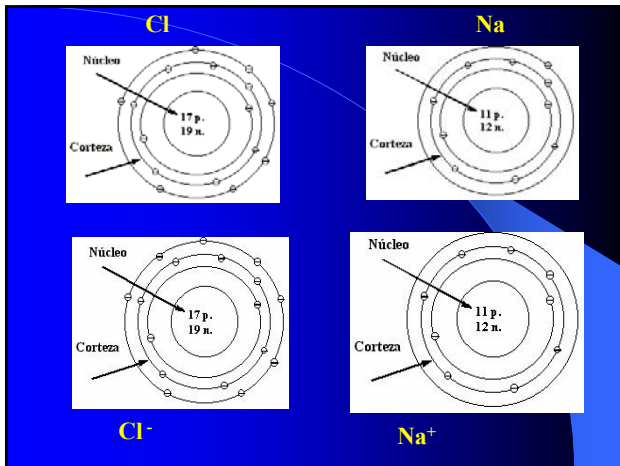 Cl
Na
Núcleo
17 p.
19 n.
Corteza
Núcleo
11 p.
12 n.
Corteza
Núcleo
17 p.
19 n.
Corteza
Núcleo
11 p.
12 n.
Corteza
Cl -
Na+